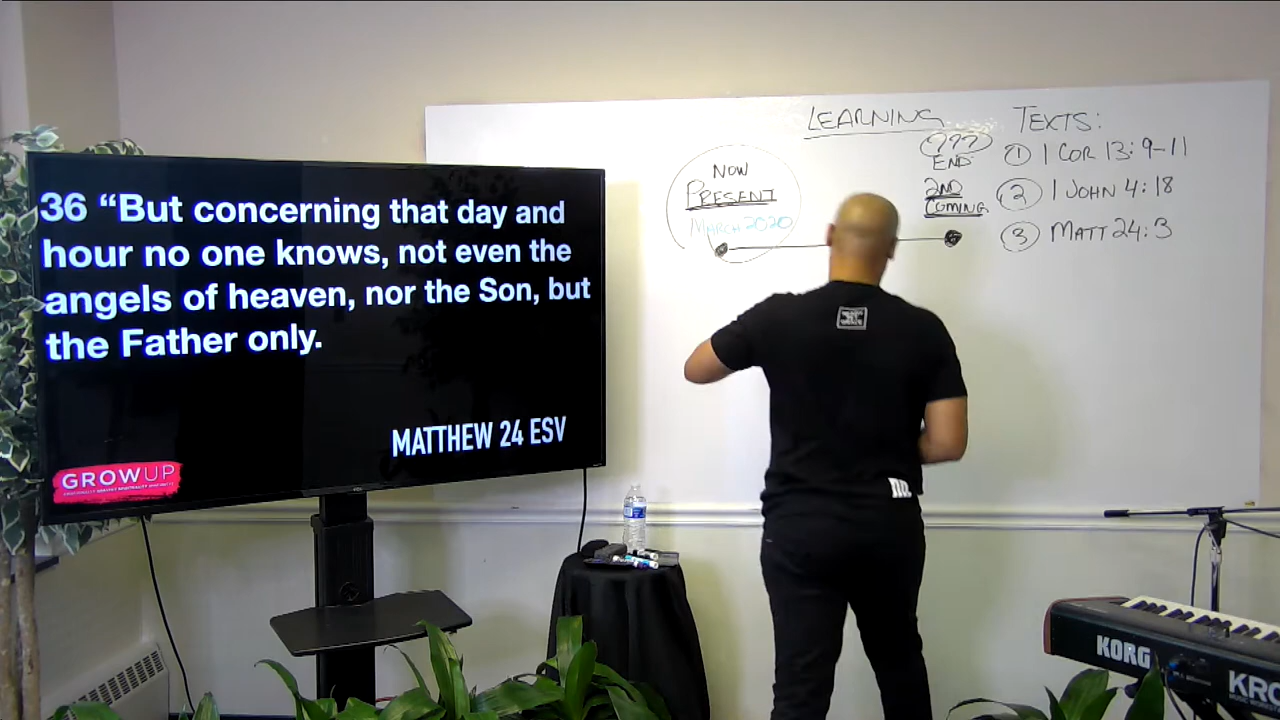 36 “But concerning that day and
hour no one knows, not even the
angels of heaven, nor the Son, but
the Father only.
MATTHEW 24 ESV
GROWUP
LEARNING
NOW
PRESENT
MARCH 2020
???
END
2ND
COMING
TEXTS:
① 1 COR 13: 9-11
② 1 JOHN 4:18
③ MATT 24:3
no.
KORG